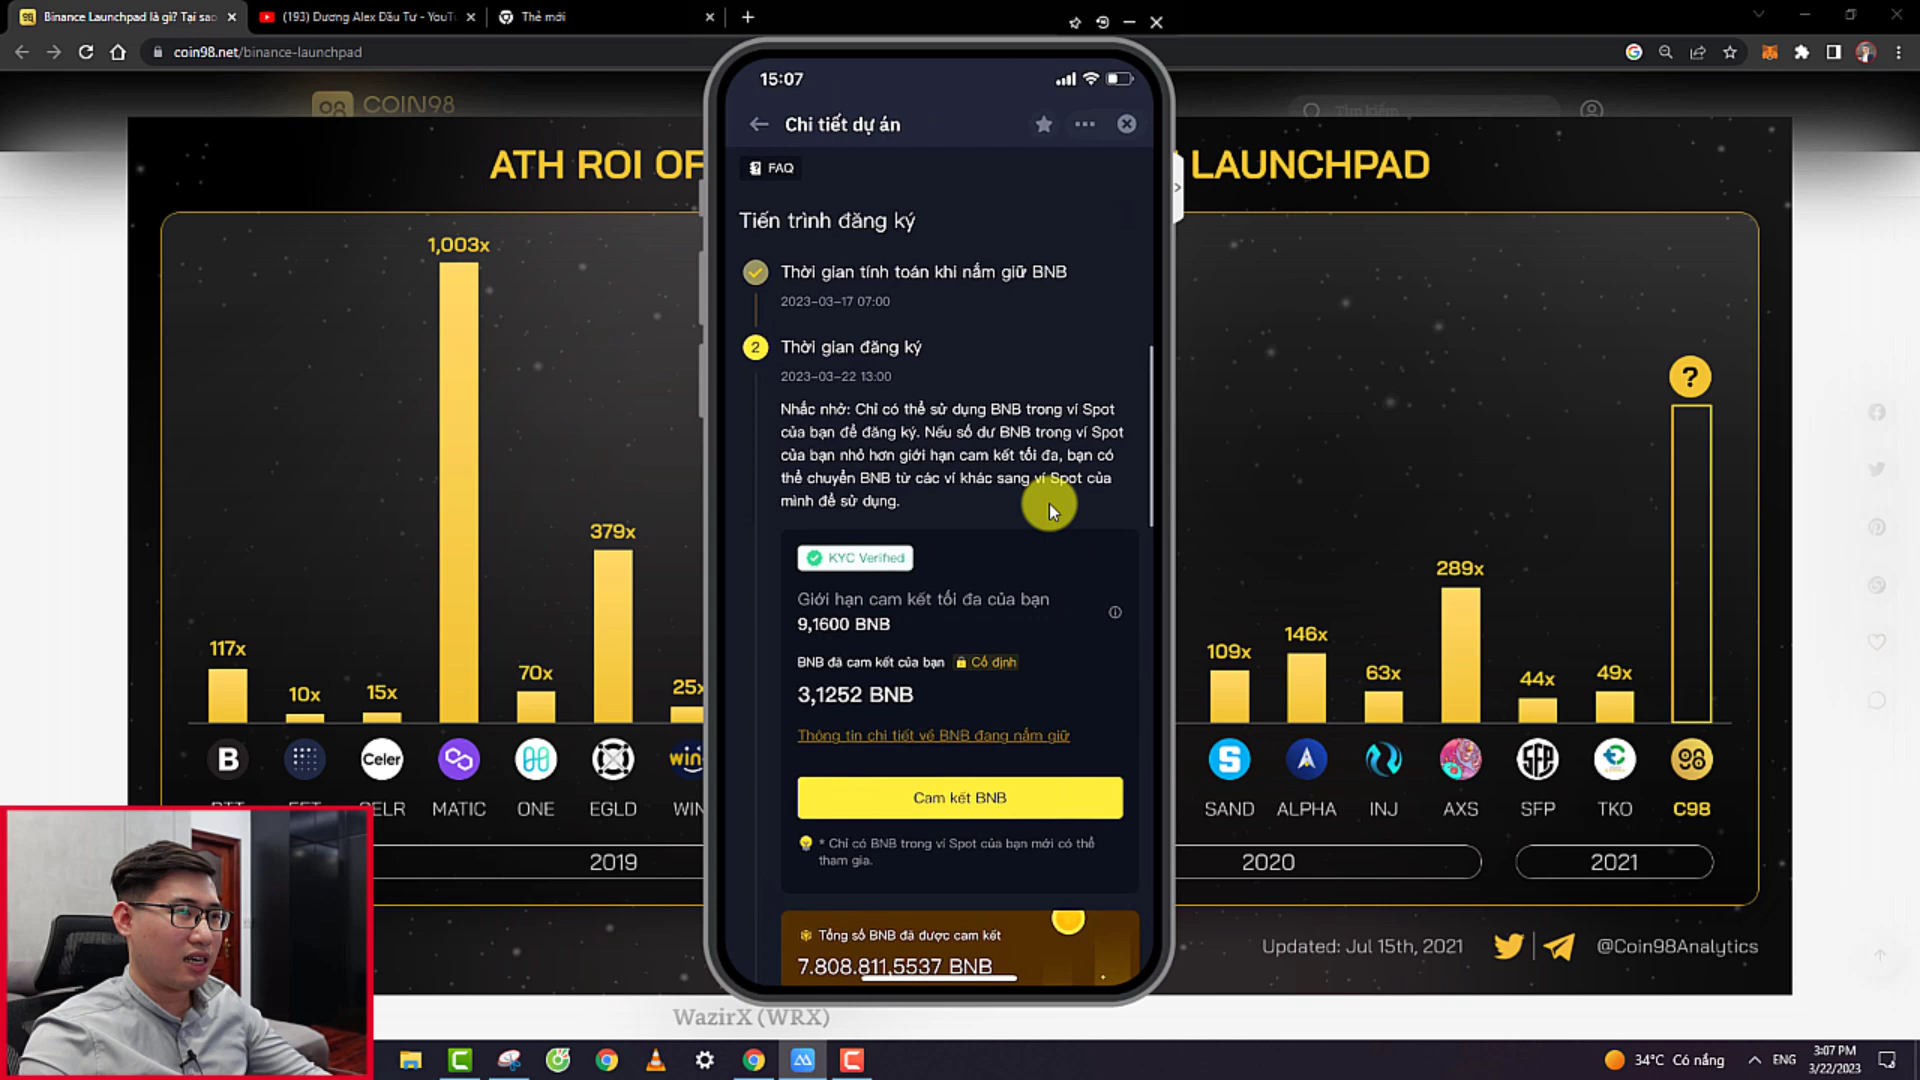 Binance Launchpad là gì? Tại sao
(193) Dương Alex Đầu Tư - YouTu
Thẻ mới
coin98.net/binance-launchpad
COIN98
Tìm kiếm
ATH ROI OF
LAUNCHPAD
15:07
Chi tiết dự án
FAQ
Tiến trình đăng ký
Thời gian tính toán khi nắm giữ BNB
2023-03-17 07:00
2
Thời gian đăng ký
2023-03-22 13:00
Nhắc nhở: Chỉ có thể sử dụng BNB trong ví Spot
của bạn để đăng ký. Nếu số dư BNB trong ví Spot
của bạn nhỏ hơn giới hạn cam kết tối đa, bạn có
thể chuyển BNB từ các ví khác sang ví Spot của
mình để sử dụng.
KYC Verified
Giới hạn cam kết tối đa của bạn
9,1600 BNB
BNB đã cam kết của bạn
Cố định
3,1252 BNB
Thông tin chi tiết về BNB đang nắm giữ
Cam kết BNB
* Chỉ có BNB trong ví Spot của bạn mới có thể
tham gia.
Tổng số BNB đã được cam kết
7.808.811,5537 BNB
117x
10x
15x
1,003x
70x
379x
25x
109x
146x
63x
289x
44x
49x
?
B
Celer
win
S
SFP
98
ELR
MATIC
ONE
EGLD
WIN
SAND
ALPHA
INJ
AXS
SFP
TKO
C98
2019
2020
2021
Updated: Jul 15th, 2021
@Coin98Analytics
WazirX (WRX)
34°C Có nắng
ENG
3:07 PM
3/22/2023